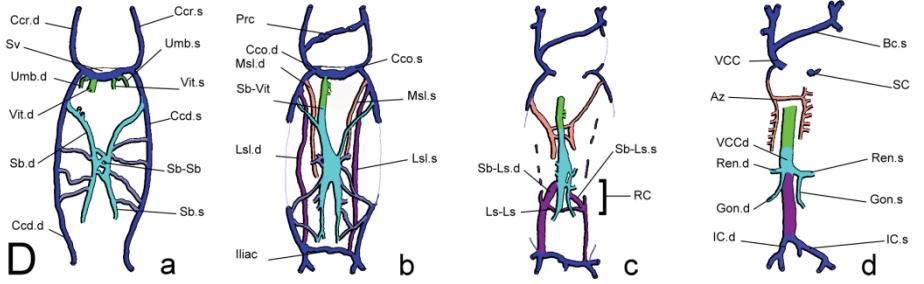 Ccr.d
Ccr.s
Sv
Umb.s
Umb.d
Vit.s
Vit.d
Ccd.s
Sb.d
Sb-Sb
Sb.s
Ccd.d
D
a
Prc
Cco.d
Cco.s
Msl.d
Sb-Vit
Msl.s
Lsl.d
Lsl.s
Iliac
b
Sb-Ls.s
Sb-Ls.d
Ls-Ls
RC
c
Bc.s
VCC
SC
Az
VCCd
Ren.d
Ren.s
Gon.d
Gon.s
IC.d
IC.s
d